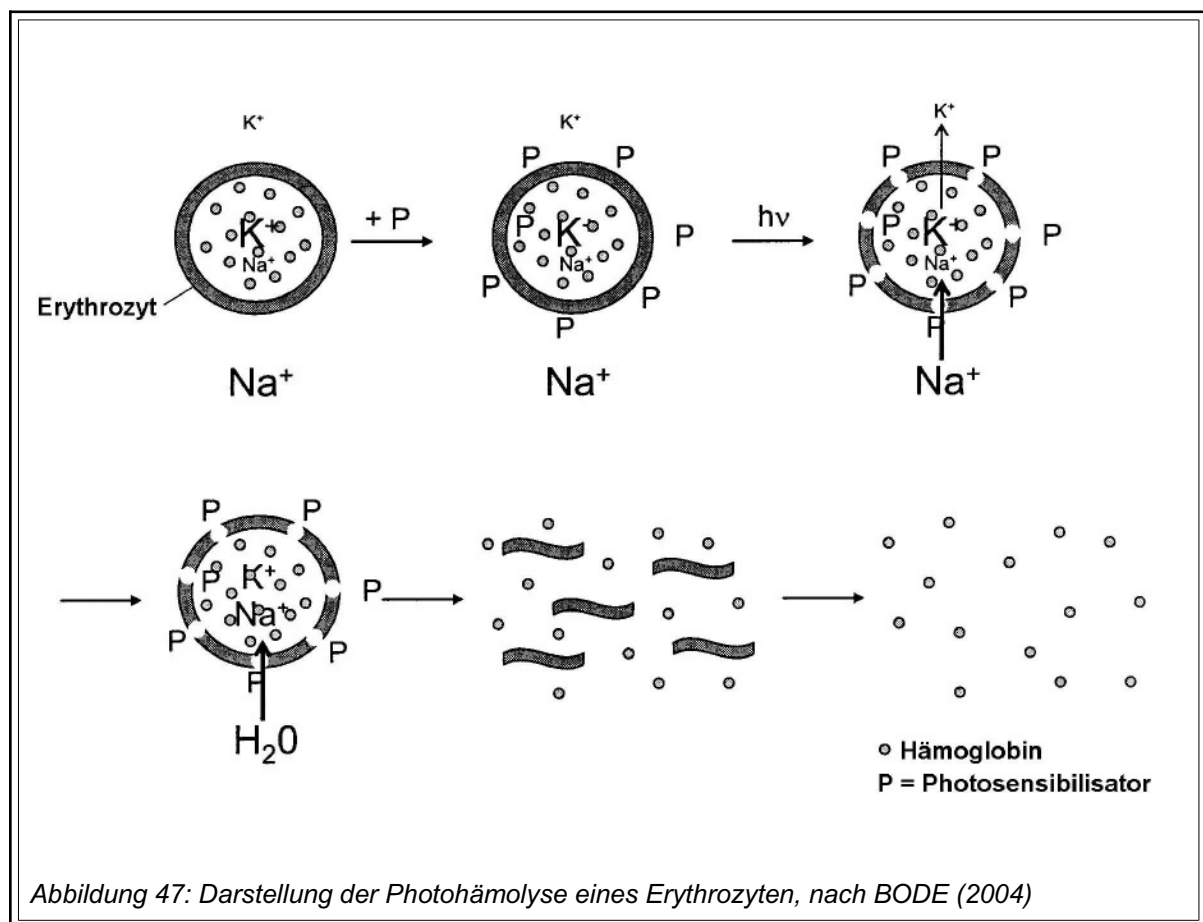 K⁺ K⁺ K⁺
P P P P
K⁺ + P P K⁺ P hν P K⁺ P
Na⁺ Na⁺ Na⁺
Erythrozyt P P P P
P P
Na⁺ Na⁺ Na⁺
P P
P K⁺ P
Na⁺
P P
P
H₂0
Hämoglobin
P = Photosensibilisator
Abbildung 47: Darstellung der Photohämolyse eines Erythrozyten, nach BODE (2004)